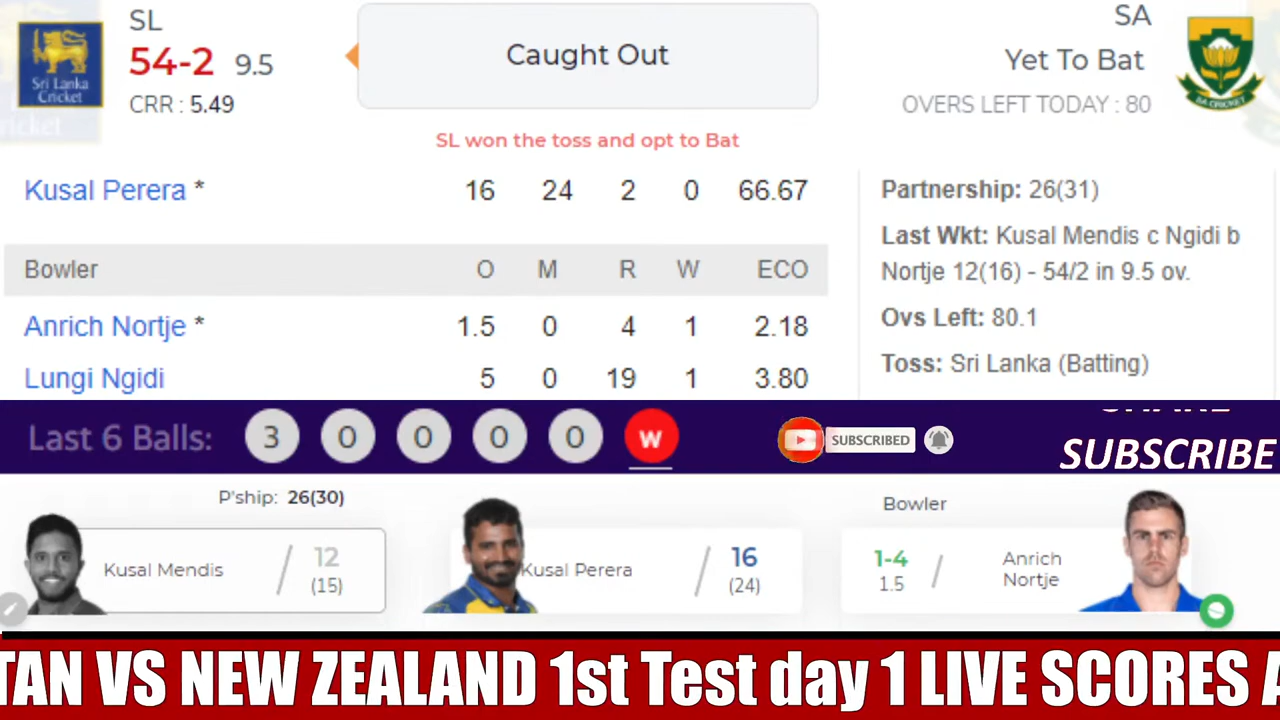 SL
54-2 9.5
CRR : 5.49
Sri Lanka
Cricket
Caught Out
SL won the toss and opt to Bat
SA
Yet To Bat
OVERS LEFT TODAY : 80
SA CRICKET
Kusal Perera * 16 24 2 0 66.67
Bowler O M R W ECO
Anrich Nortje * 1.5 0 4 1 2.18
Lungi Ngidi 5 0 19 1 3.80
Partnership: 26(31)
Last Wkt: Kusal Mendis c Ngidi b
Nortje 12(16) - 54/2 in 9.5 ov.
Ovs Left: 80.1
Toss: Sri Lanka (Batting)
Last 6 Balls: 3 0 0 0 0 w
SUBSCRIBED
SUBSCRIBE
P'ship: 26(30)
Kusal Mendis / 12
(15)
Kusal Perera / 16
(24)
Bowler
1-4
1.5 / Anrich
Nortje
TAN VS NEW ZEALAND 1st Test day 1 LIVE SCORES A